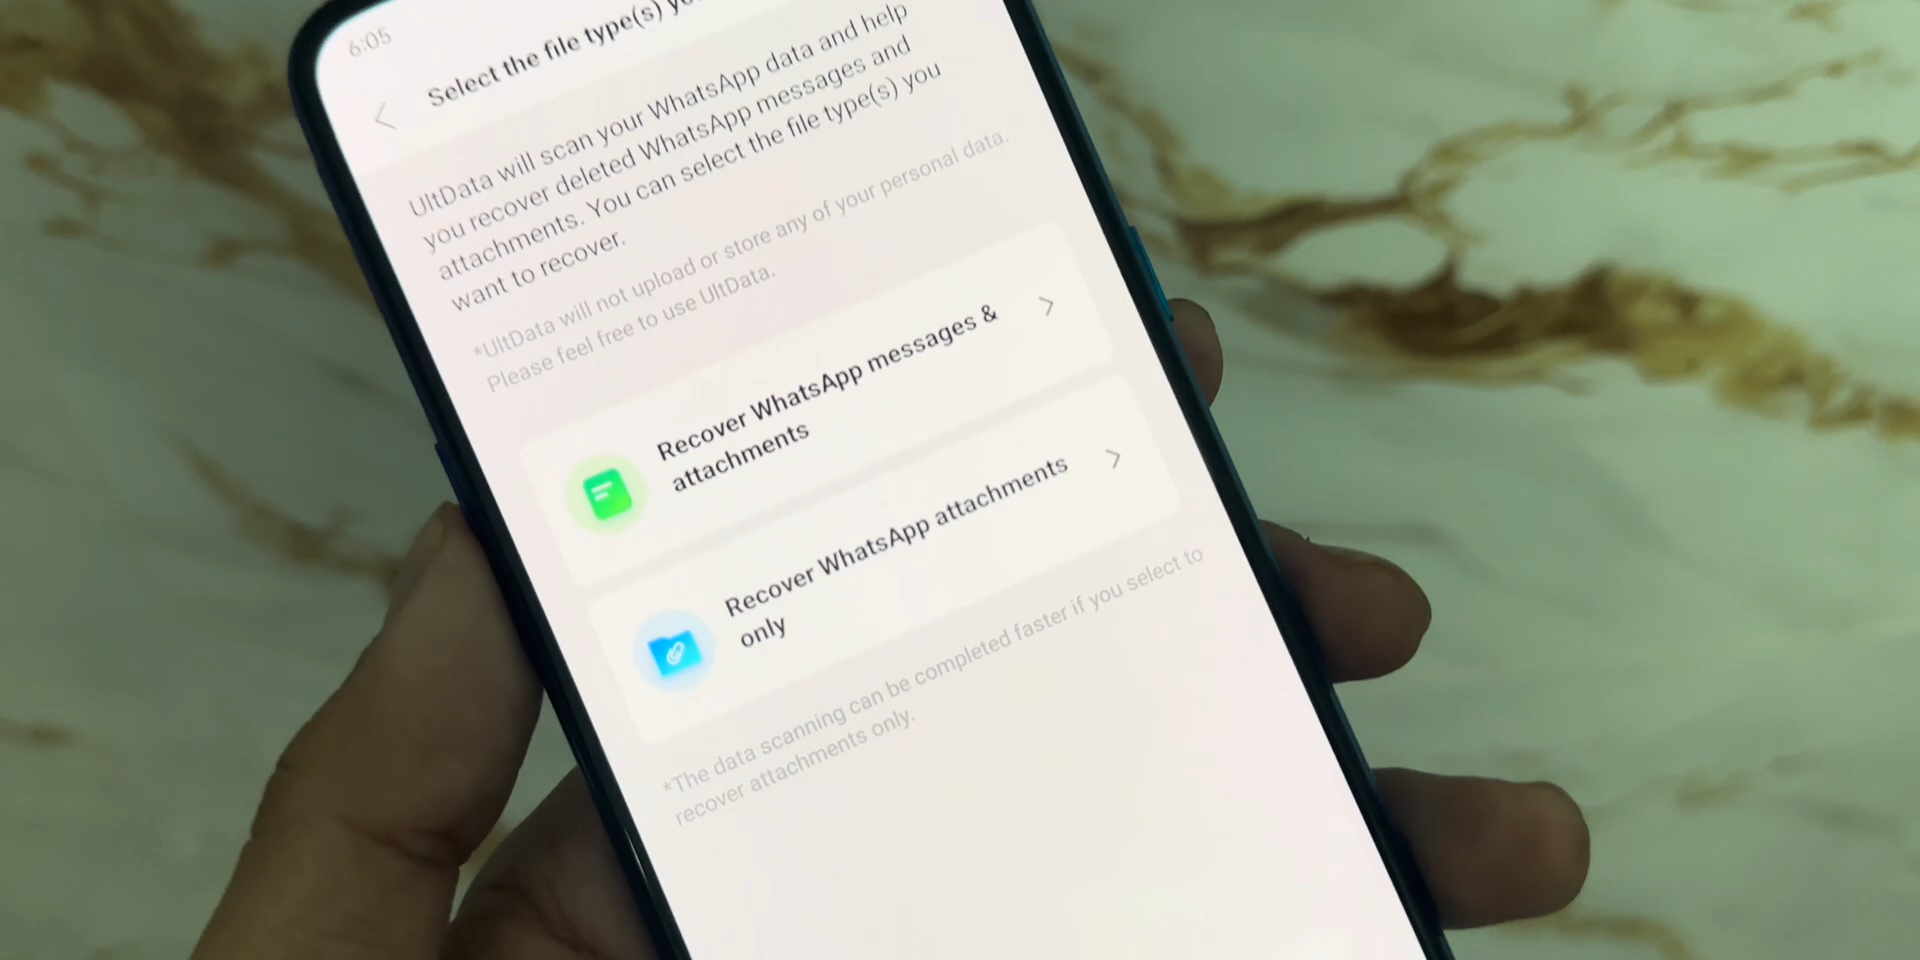 6:05
Select the file type(s)
UltData will scan your WhatsApp data and help
you recover deleted WhatsApp messages and
attachments. You can select the file type(s) you
want to recover.
*UltData will not upload or store any of your personal data.
Please feel free to use UltData.
Recover WhatsApp messages &
attachments
Recover WhatsApp attachments
only
*The data scanning can be completed faster if you select to
recover attachments only.